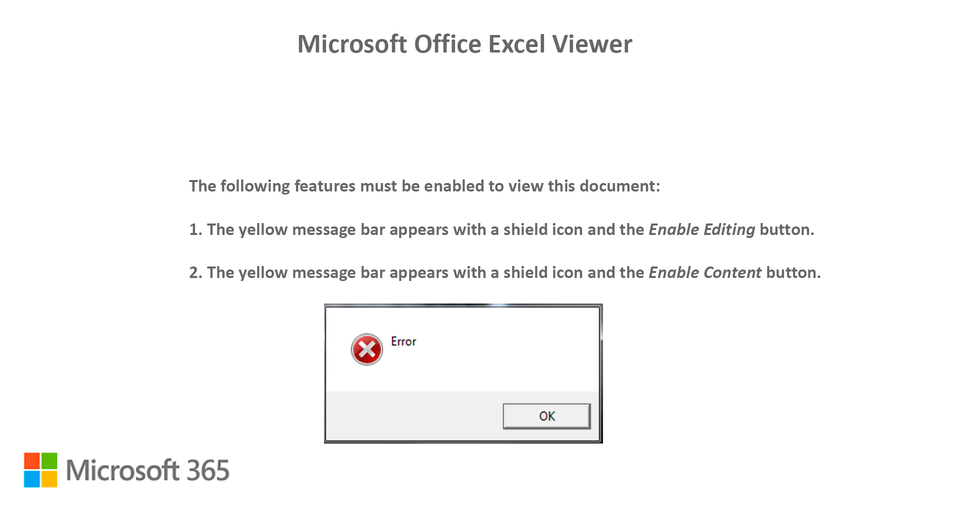 Microsoft Office Excel Viewer
The following features must be enabled to view this document:
1. The yellow message bar appears with a shield icon and the Enable Editing button.
2. The yellow message bar appears with a shield icon and the Enable Content button.
Error
OK
Microsoft 365